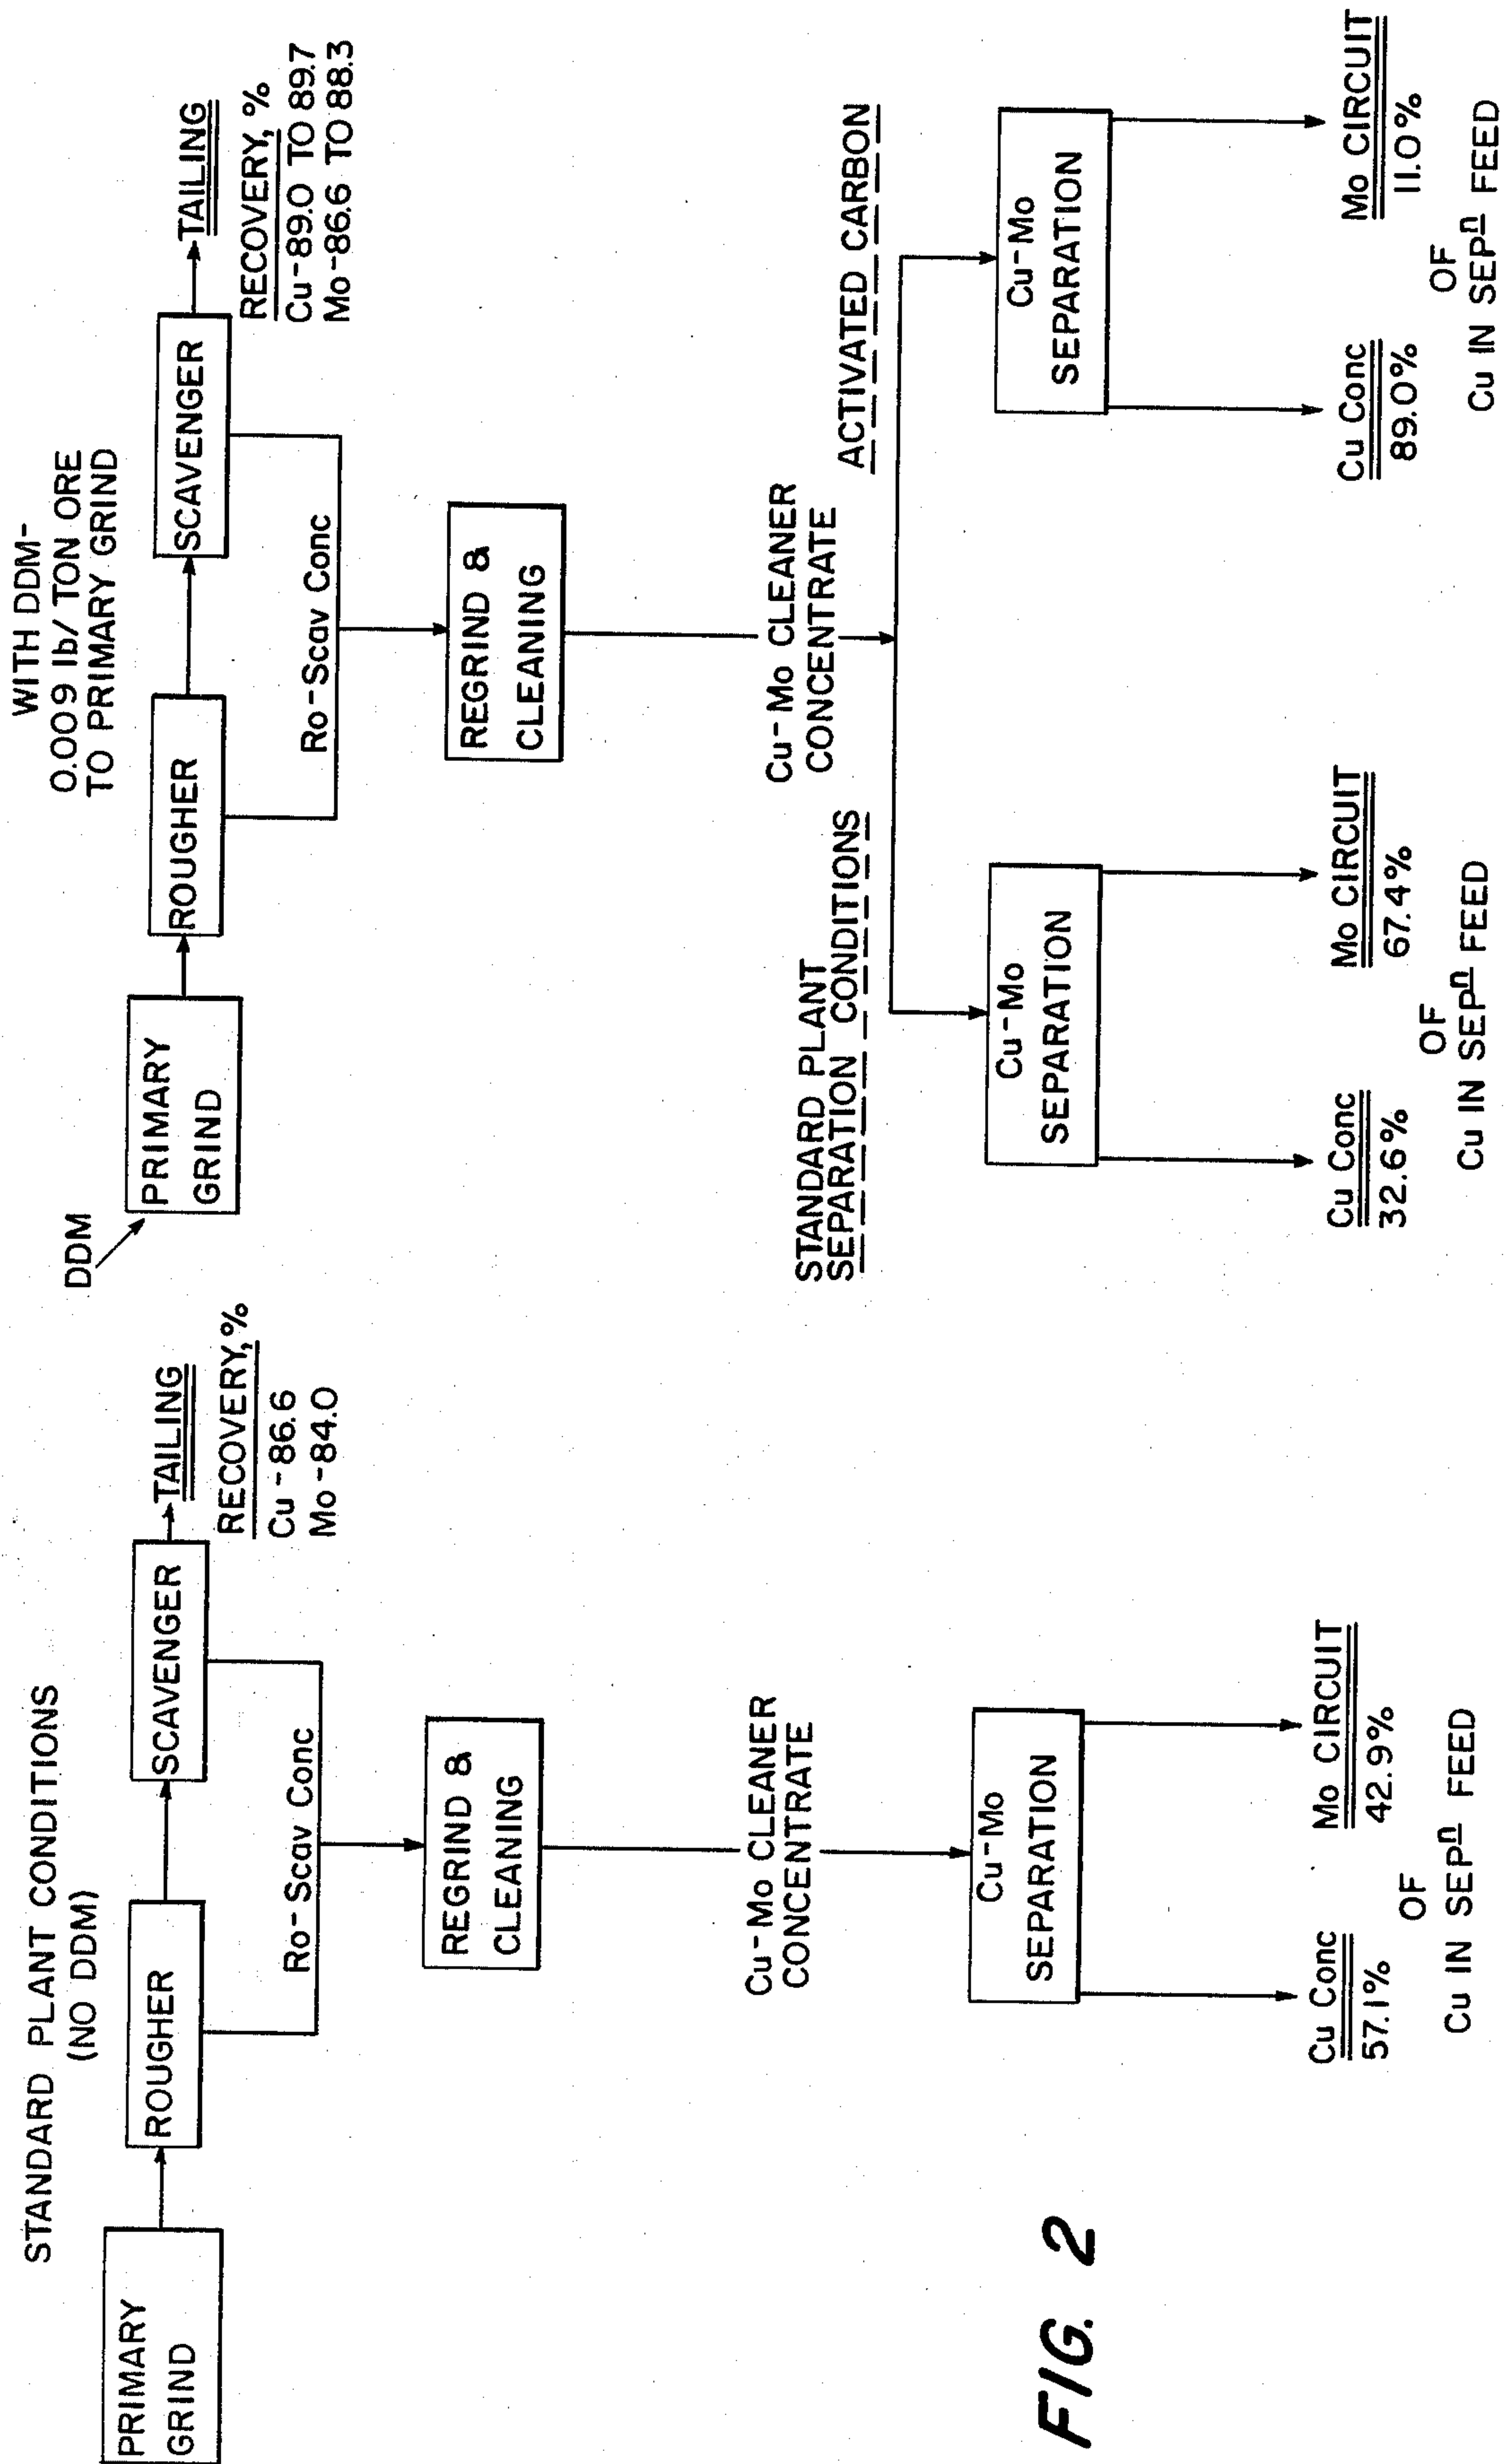 STANDARD PLANT CONDITIONS
(NO DDM)
PRIMARY
GRIND
ROUGHER
SCAVENGER
TAILING
RECOVERY, %
Cu-86.6
Mo-84.0
Ro-Scav Conc
REGRIND &
CLEANING
Cu-Mo CLEANER
CONCENTRATE
Cu-Mo
SEPARATION
Cu Conc
57.1%
Mo CIRCUIT
42.9%
OF
Cu IN SEPn FEED
WITH DDM-
0.009 lb/TON ORE
TO PRIMARY GRIND
DDM
PRIMARY
GRIND
ROUGHER
SCAVENGER
TAILING
RECOVERY, %
Cu-89.0 TO 89.7
Mo-86.6 TO 88.3
Ro-Scav Conc
REGRIND &
CLEANING
Cu-Mo CLEANER
CONCENTRATE
STANDARD PLANT
SEPARATION CONDITIONS
Cu-Mo
SEPARATION
Cu Conc
32.6%
Mo CIRCUIT
67.4%
OF
Cu IN SEPn FEED
ACTIVATED CARBON
Cu-Mo
SEPARATION
Cu Conc
89.0%
Mo CIRCUIT
11.0%
OF
Cu IN SEPn FEED
FIG. 2